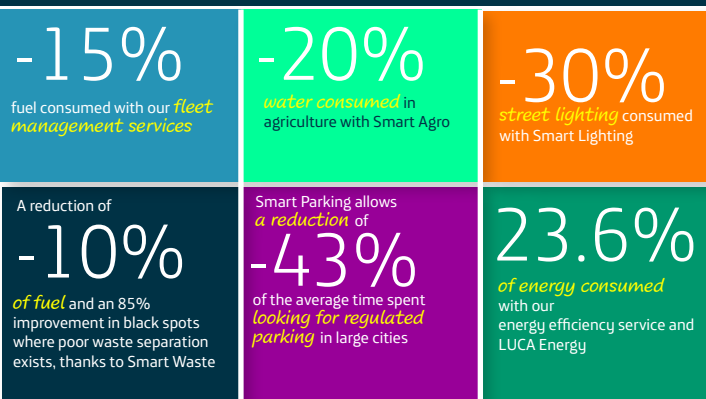 -15%
fuel consumed with our fleet
management services
-20%
water consumed in
agriculture with Smart Agro
-30%
street lighting consumed
with Smart Lighting
A reduction of
-10%
of fuel and an 85%
improvement in black spots
where poor waste separation
exists, thanks to Smart Waste
Smart Parking allows
a reduction of
-43%
of the average time spent
looking for regulated
parking in large cities
23.6%
of energy consumed
with our
energy efficiency service and
LUCA Energy